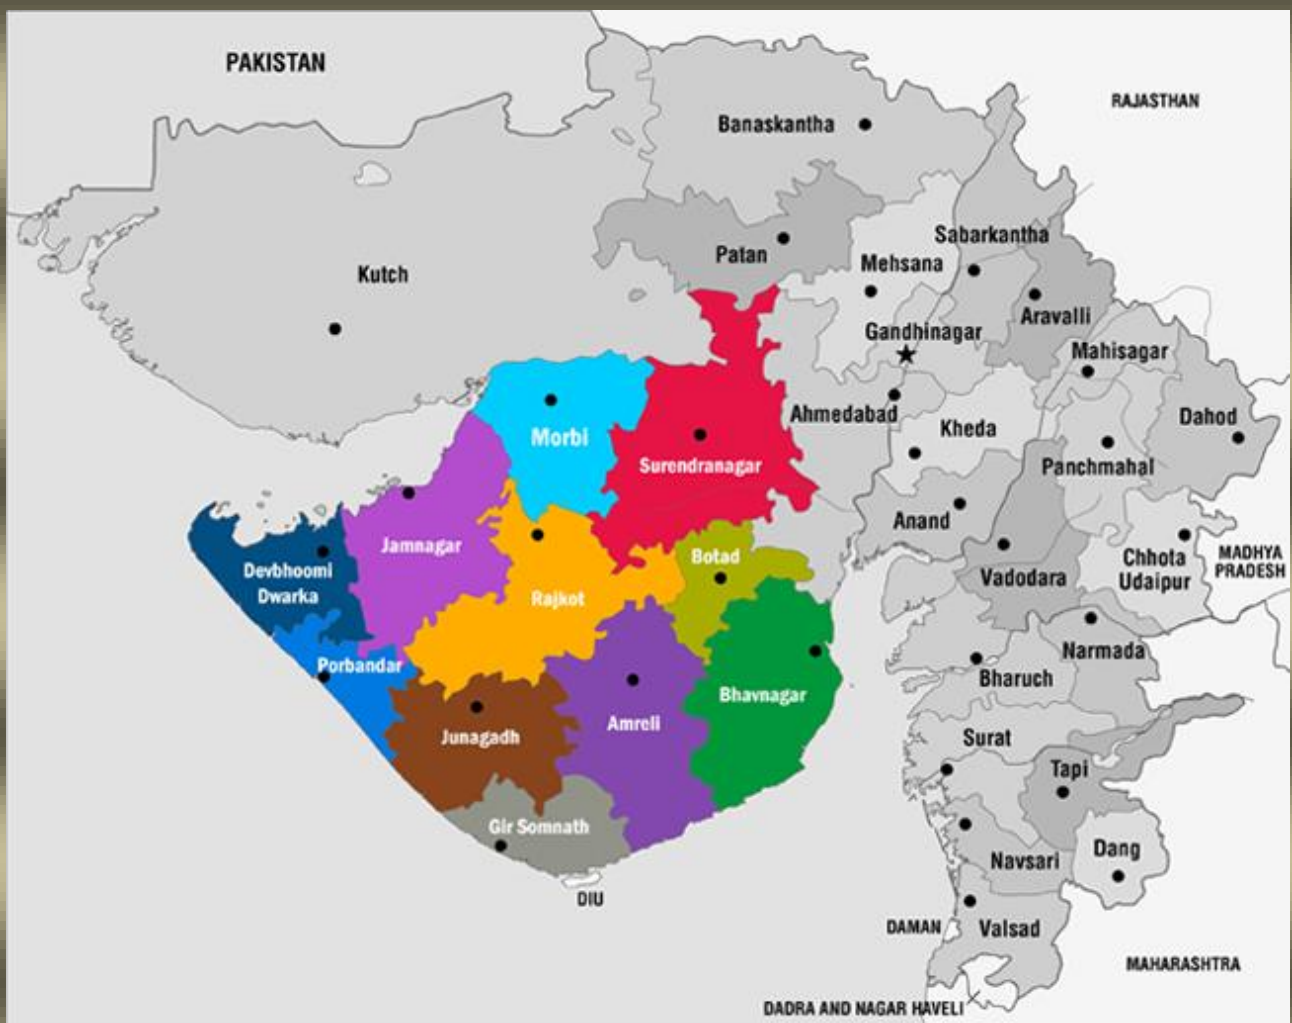 PAKISTAN
RAJASTHAN
Banaskantha
Sabarkantha
Patan
Mehsana
Kutch
Aravalli
Gandhinagar
Mahisagar
Ahmedabad
Dahod
Kheda
Morbi
Surendranagar
Panchmahal
Anand
Jamnagar
Botad
Chhota
Udaipur
MADHYA
PRADESH
Devbhoomi
Dwarka
Vadodara
Rajkot
Narmada
Porbandar
Bharuch
Bhavnagar
Amreli
Junagadh
Surat
Tapi
Gir Somnath
Dang
Navsari
DIU
DAMAN
Valsad
MAHARASHTRA
DADRA AND NAGAR HAVELI